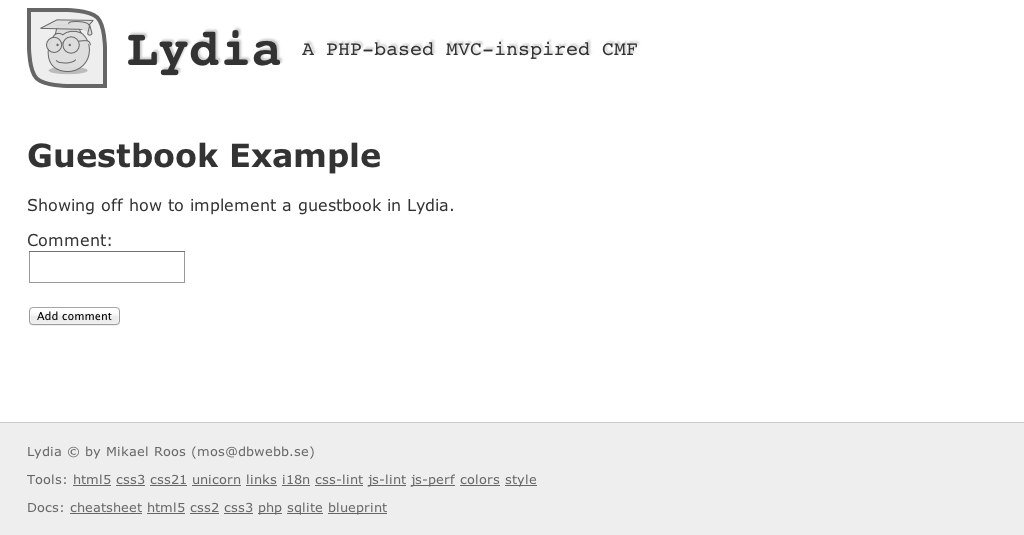 Lydia A PHP-based MVC-inspired CMF
Guestbook Example
Showing off how to implement a guestbook in Lydia.
Comment:
Add comment
Lydia © by Mikael Roos (mos@dbwebb.se)
Tools: html5 css3 css21 unicorn links i18n css-lint js-lint js-perf colors style
Docs: cheatsheet html5 css2 css3 php sqlite blueprint